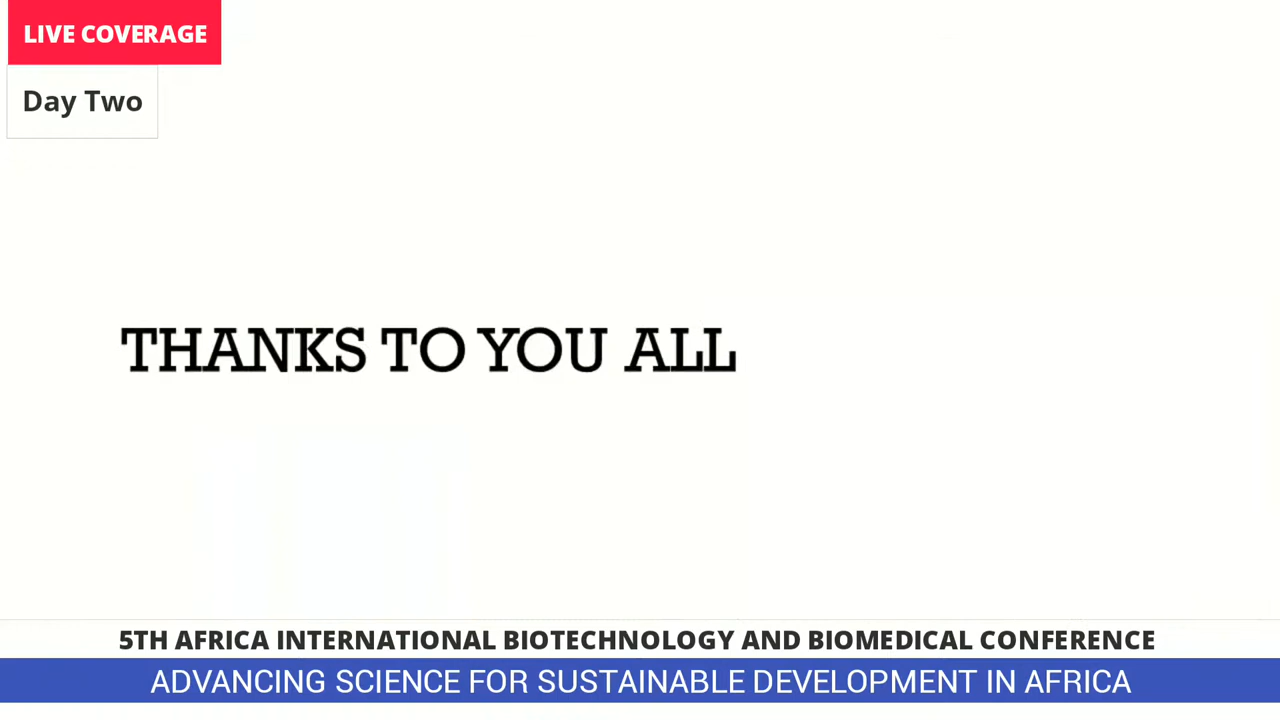 LIVE COVERAGE
Day Two
THANKS TO YOU ALL
5TH AFRICA INTERNATIONAL BIOTECHNOLOGY AND BIOMEDICAL CONFERENCE
ADVANCING SCIENCE FOR SUSTAINABLE DEVELOPMENT IN AFRICA